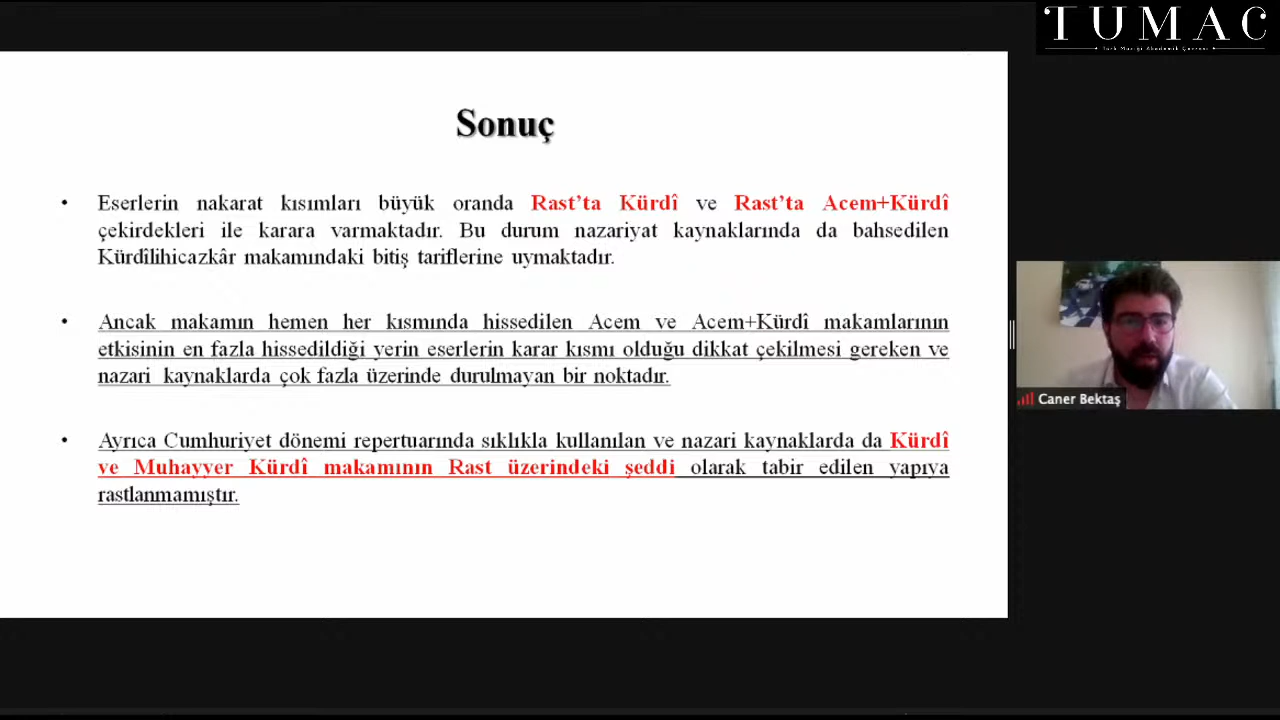 TUMAC
Türk Müziği Akademik Çevresi
Sonuç
• Eserlerin nakarat kısımları büyük oranda Rast’ta Kürdî ve Rast’ta Acem+Kürdî
çekirdekleri ile karara varmaktadır. Bu durum nazariyat kaynaklarında da bahsedilen
Kürdîlihicazkâr makamındaki bitiş tariflerine uymaktadır.
• Ancak makamın hemen her kısmında hissedilen Acem ve Acem+Kürdî makamlarının
etkisinin en fazla hissedildiği yerin eserlerin karar kısmı olduğu dikkat çekilmesi gereken ve
nazari kaynaklarda çok fazla üzerinde durulmayan bir noktadır.
• Ayrıca Cumhuriyet dönemi repertuarında sıklıkla kullanılan ve nazari kaynaklarda da Kürdî
ve Muhayyer Kürdî makamının Rast üzerindeki şeddi olarak tabir edilen yapıya
rastlanmamıştır.
Caner Bektaş